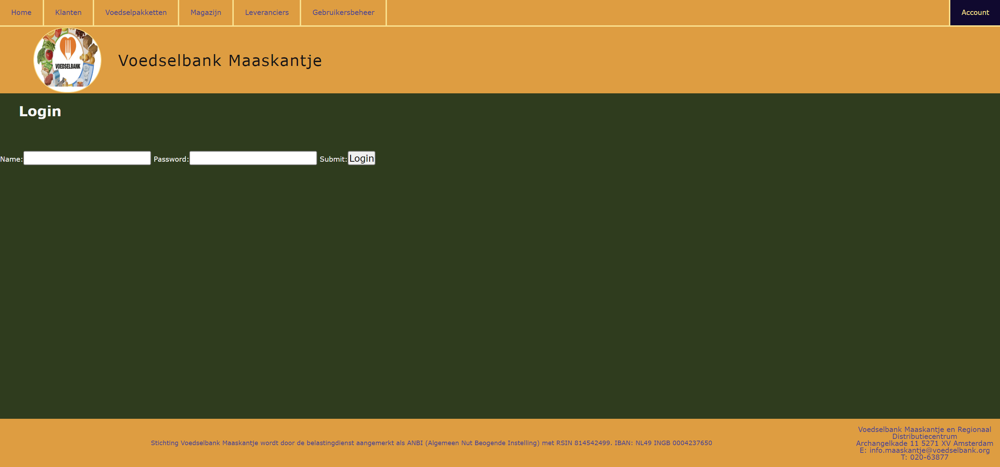 Home Klanten Voedselpakketten Magazijn Leveranciers Gebruikersbeheer Account
VOEDSELBANK
Voedselbank Maaskantje
Login
Name: Password: Submit: Login
Stichting Voedselbank Maaskantje wordt door de belastingdienst aangemerkt als ANBI (Algemeen Nut Beogende Instelling) met RSIN 814542499. IBAN: NL49 INGB 0004237650
Voedselbank Maaskantje en Regionaal
Distributiecentrum
Archangelkade 11 5271 XV Amsterdam
E: info.maaskantje@voedselbank.org
T: 020-63877